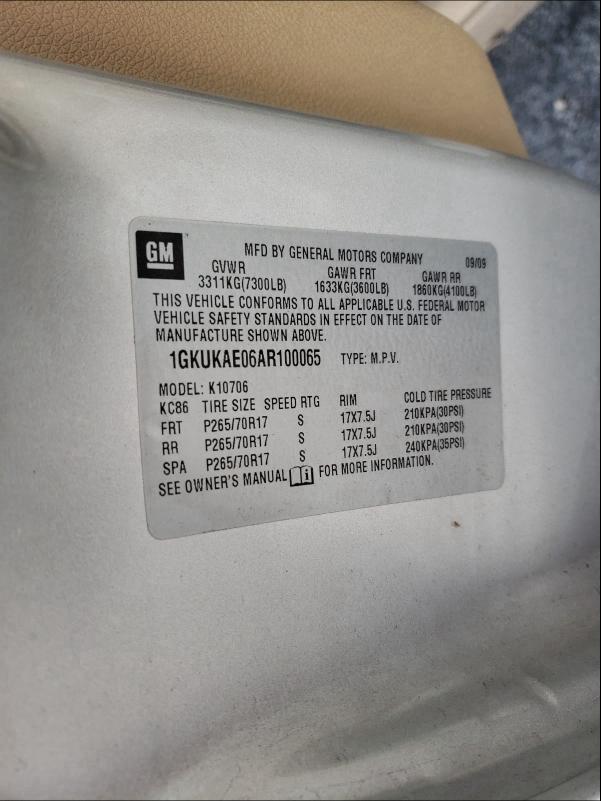 GM
MFD BY GENERAL MOTORS COMPANY 09/09
GVWR GAWR FRT GAWR RR
3311KG(7300LB) 1633KG(3600LB) 1860KG(4100LB)
THIS VEHICLE CONFORMS TO ALL APPLICABLE U.S. FEDERAL MOTOR
VEHICLE SAFETY STANDARDS IN EFFECT ON THE DATE OF
MANUFACTURE SHOWN ABOVE.
1GKUKAE06AR100065 TYPE: M.P.V.
MODEL: K10706
KC86 TIRE SIZE SPEED RTG RIM COLD TIRE PRESSURE
FRT P265/70R17 S 17X7.5J 210KPA(30PSI)
RR P265/70R17 S 17X7.5J 210KPA(30PSI)
SPA P265/70R17 S 17X7.5J 240KPA(35PSI)
SEE OWNER'S MANUAL i FOR MORE INFORMATION.